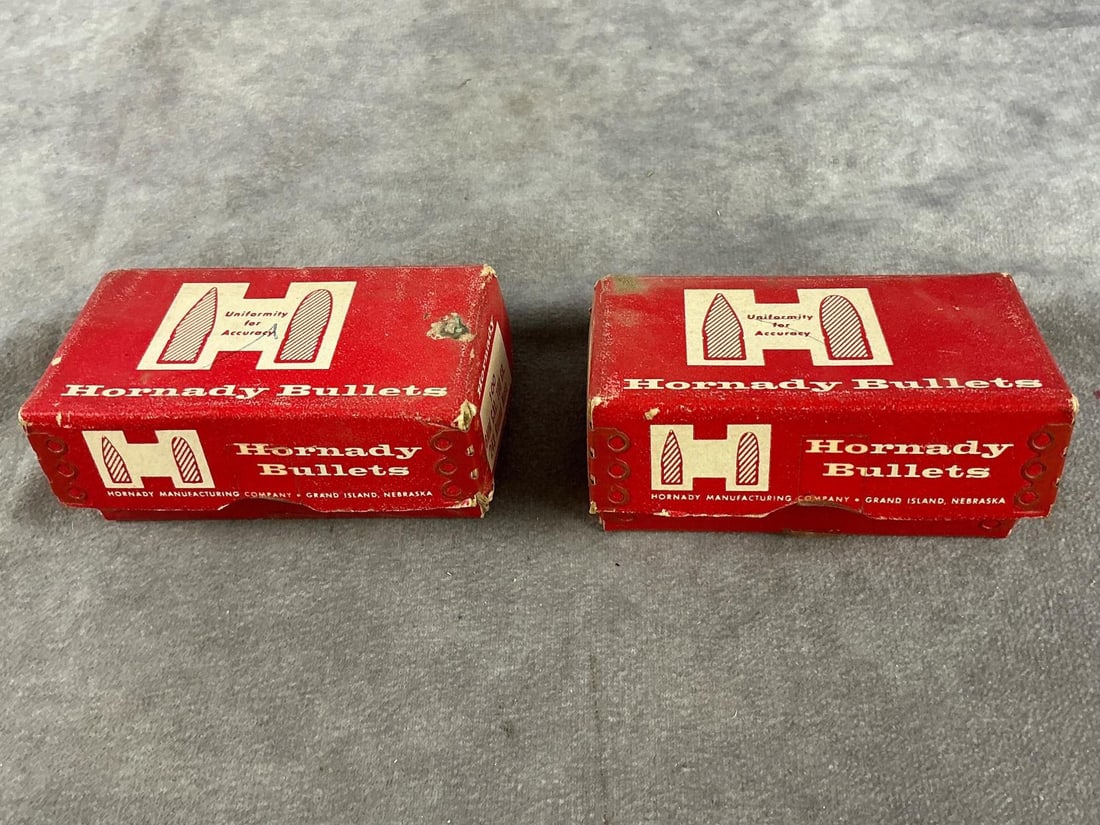 Uniformity
for
Accuracy
Hornady Bullets
Hornady
Bullets
HORNADY MANUFACTURING COMPANY • GRAND ISLAND, NEBRASKA
Uniformity
for
Accuracy
Hornady Bullets
Hornady
Bullets
HORNADY MANUFACTURING COMPANY • GRAND ISLAND, NEBRASKA